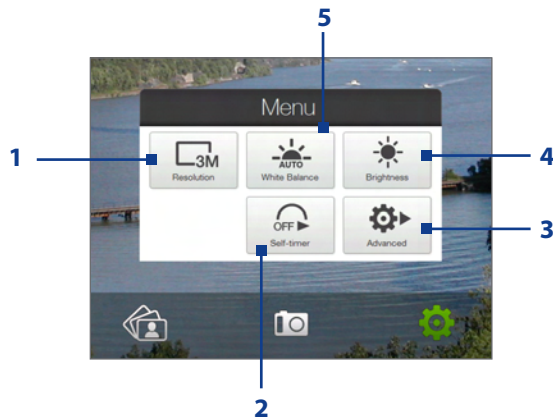 5
Menu
1
3M
Resolution
AUTO
White Balance
Brightness
4
OFF
Self-timer
Advanced
3
2